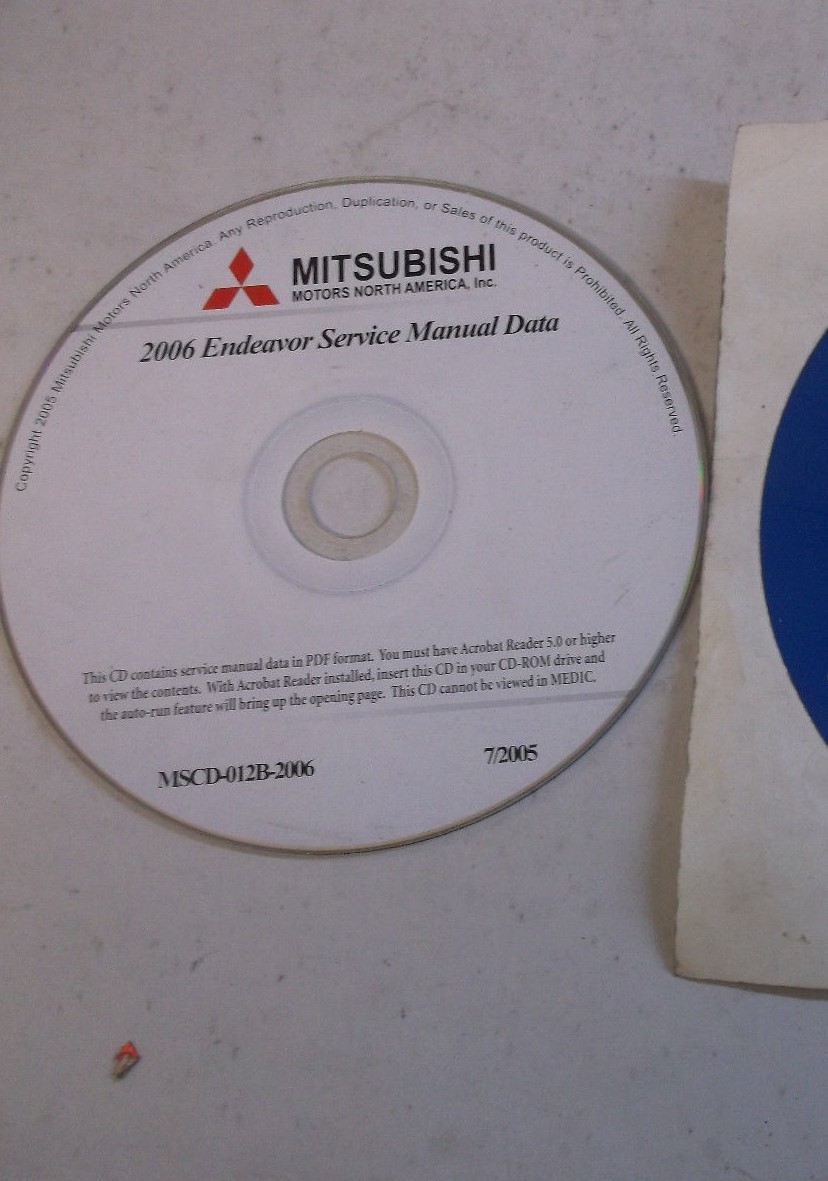 Copyright 2005 Mitsubishi Motors North America. Any Reproduction, Duplication, or Sales of this product is Prohibited. All Rights Reserved.
MITSUBISHI
MOTORS NORTH AMERICA, Inc.
2006 Endeavor Service Manual Data
This CD contains service manual data in PDF format. You must have Acrobat Reader 5.0 or higher
to view the contents. With Acrobat Reader installed, insert this CD in your CD-ROM drive and
the auto-run feature will bring up the opening page. This CD cannot be viewed in MEDIC.
MSCD-012B-2006 7/2005